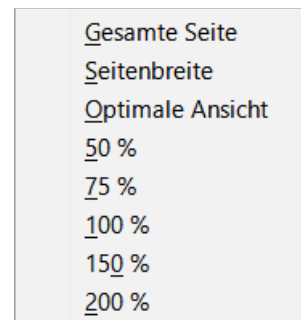 Gesamte Seite
Seitenbreite
Optimale Ansicht
50 %
75 %
100 %
150 %
200 %